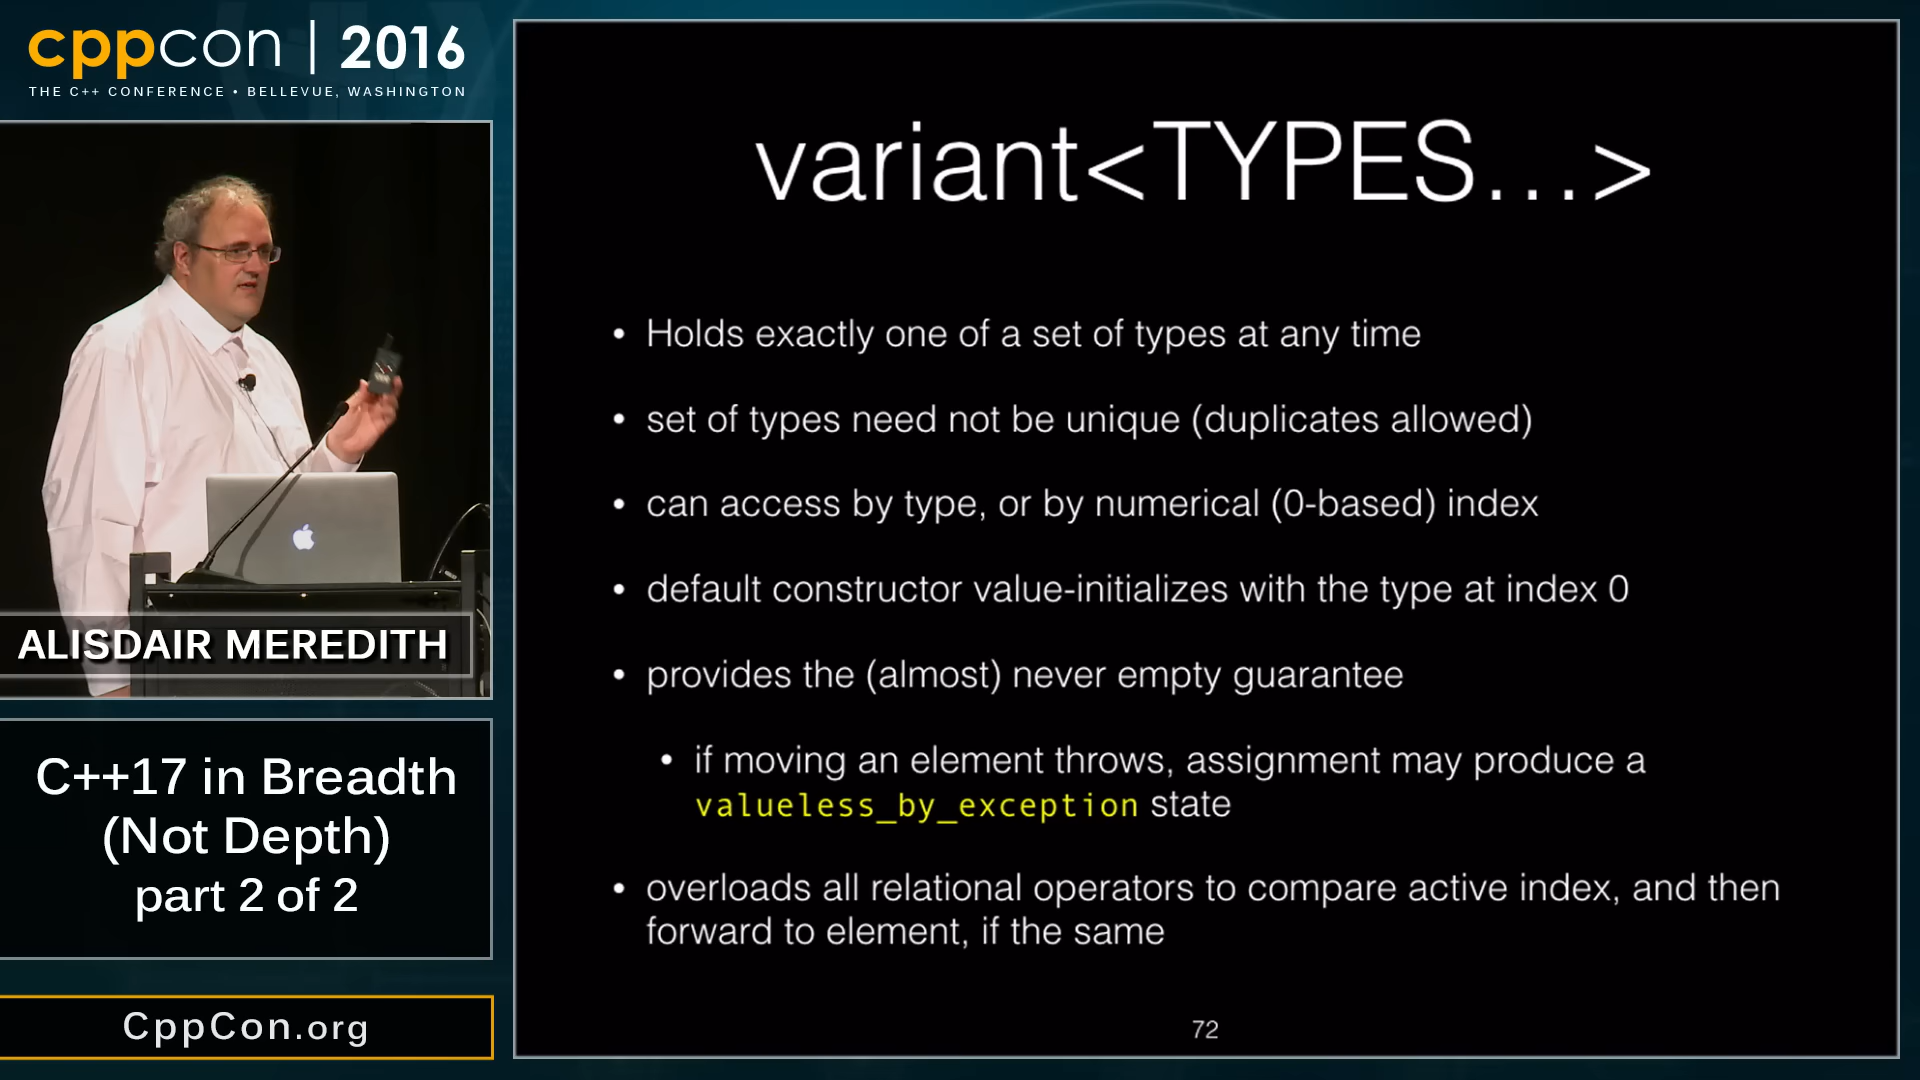 cppcon | 2016
THE C++ CONFERENCE • BELLEVUE, WASHINGTON
ALISDAIR MEREDITH
C++17 in Breadth
(Not Depth)
part 2 of 2
CppCon.org
variant<TYPES...>
• Holds exactly one of a set of types at any time
• set of types need not be unique (duplicates allowed)
• can access by type, or by numerical (0-based) index
• default constructor value-initializes with the type at index 0
• provides the (almost) never empty guarantee
• if moving an element throws, assignment may produce a
valueless_by_exception state
• overloads all relational operators to compare active index, and then
forward to element, if the same
72